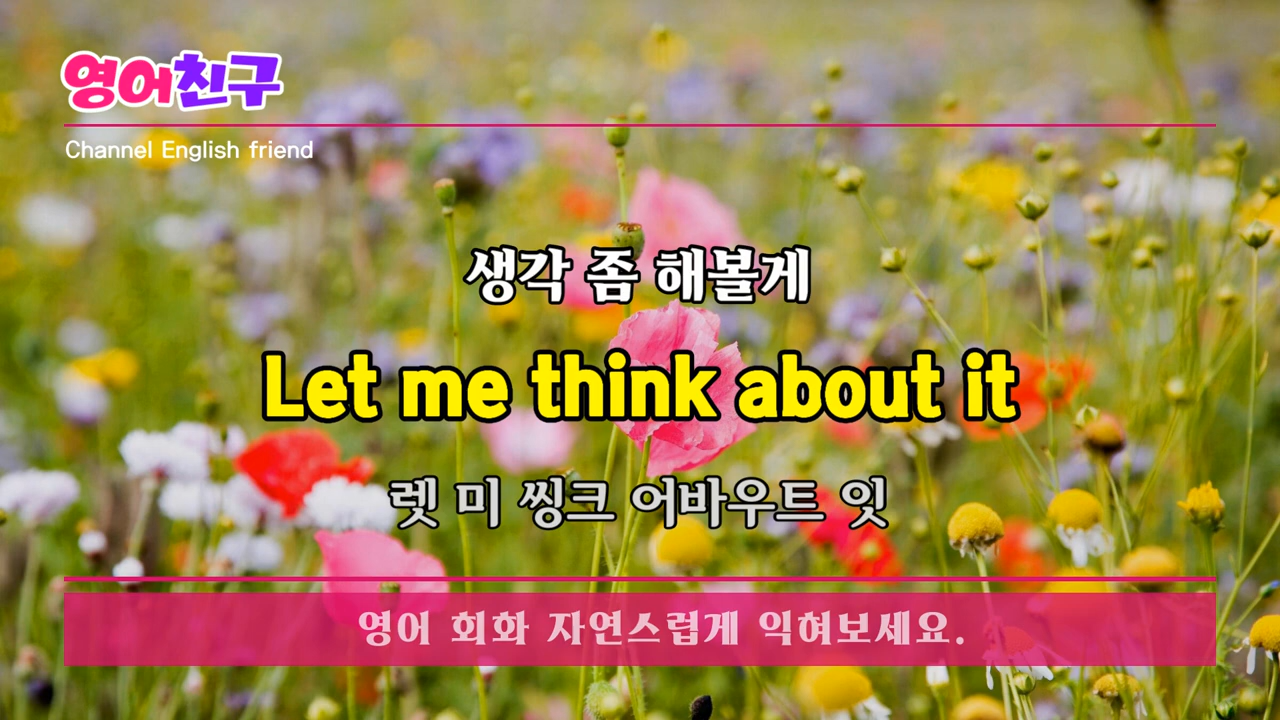 영어친구
Channel English friend
생각 좀 해볼게
Let me think about it
렛 미 씽크 어바우트 잇
영어 회화 자연스럽게 익혀보세요.